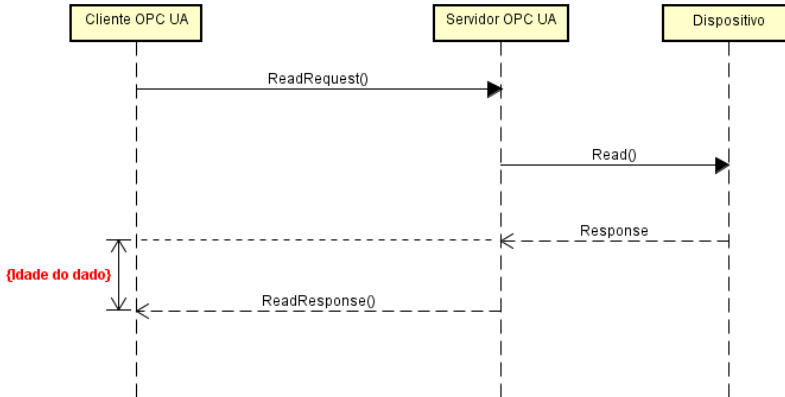 Cliente OPC UA
Servidor OPC UA
Dispositivo
ReadRequest()
Read()
Response
{Idade do dado}
ReadResponse()